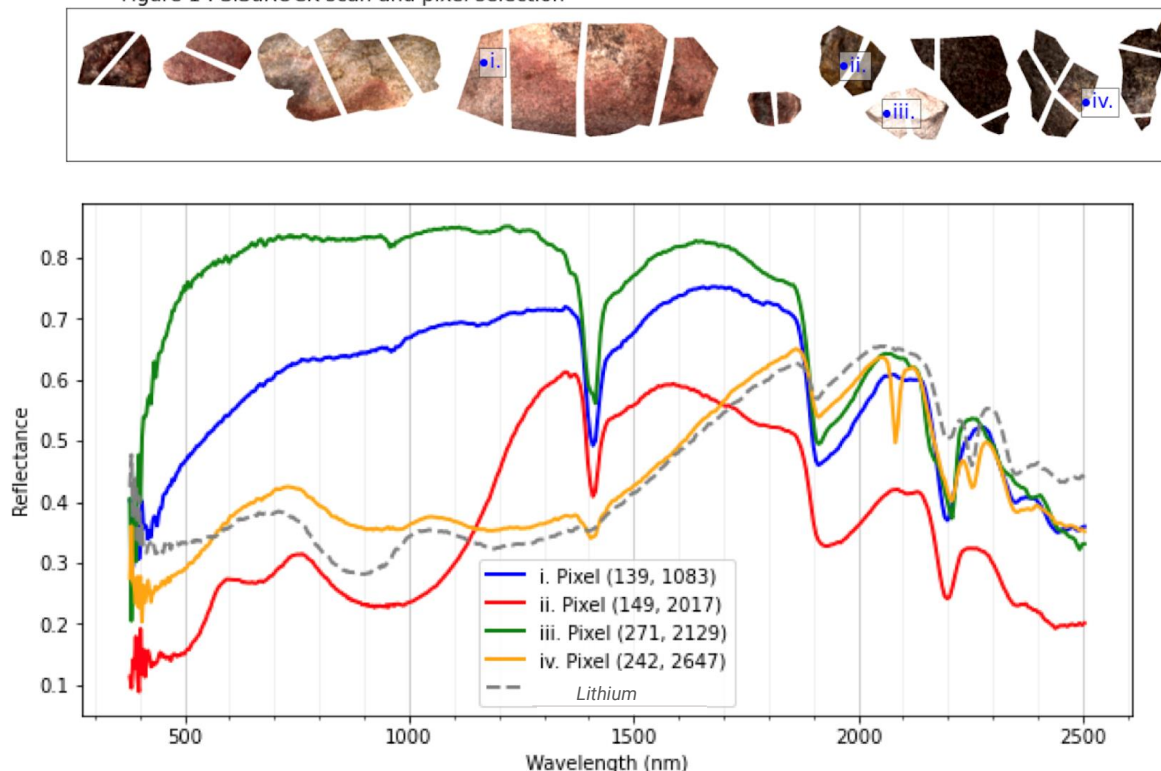 i.
ii.
iii.
iv.
0.8
0.7
0.6
0.5
0.4
0.3
0.2
0.1
Reflectance
i. Pixel (139, 1083)
ii. Pixel (149, 2017)
iii. Pixel (271, 2129)
iv. Pixel (242, 2647)
Lithium
500
1000
1500
2000
2500
Wavelength (nm)